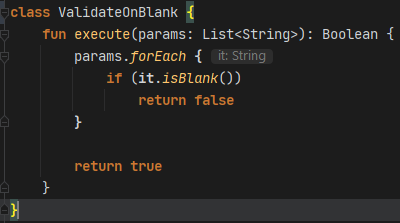 class ValidateOnBlank {
fun execute(params: List<String>): Boolean {
params.forEach { it: String
if (it.isBlank())
return false
}
return true
}
}